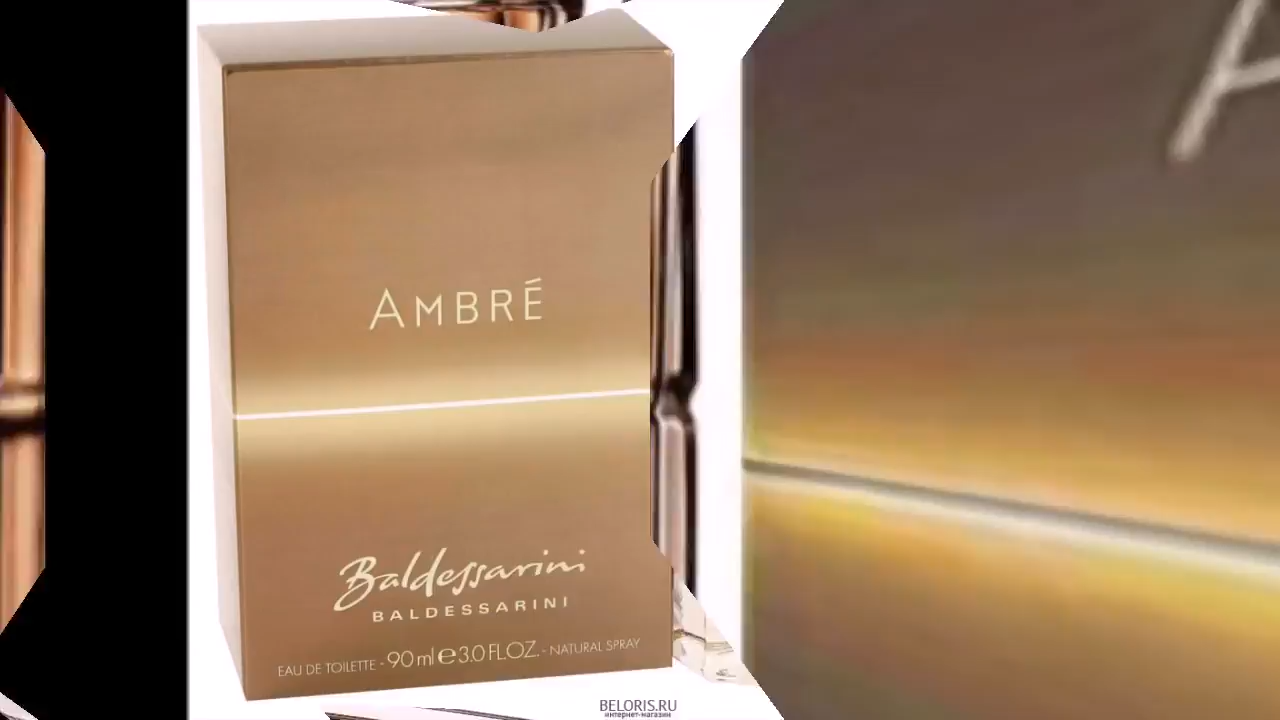 AMBRÉ
Baldessarini
BALDESSARINI
EAU DE TOILETTE - 90 ml e 3.0 FL.OZ. - NATURAL SPRAY
BELORIS.RU
интернет-магазин
A